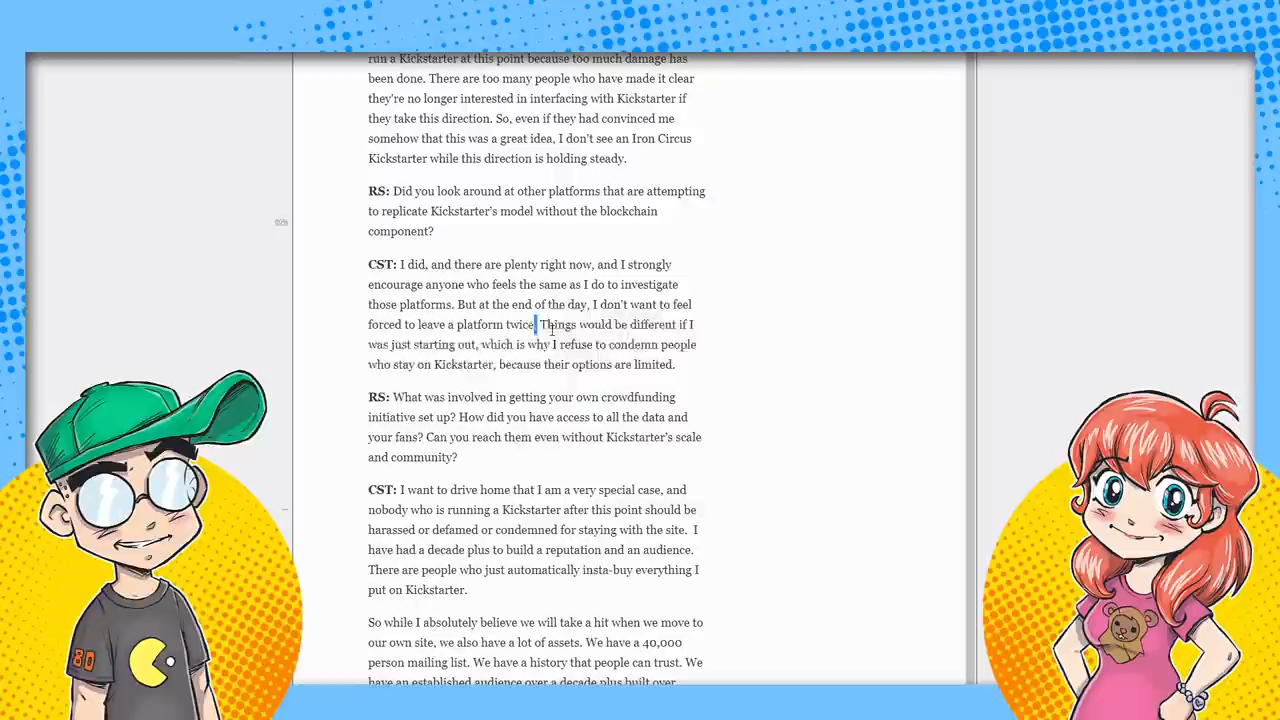 run a Kickstarter at this point because too much damage has
been done. There are too many people who have made it clear
they're no longer interested in interfacing with Kickstarter if
they take this direction. So, even if they had convinced me
somehow that this was a great idea, I don't see an Iron Circus
Kickstarter while this direction is holding steady.
RS: Did you look around at other platforms that are attempting
to replicate Kickstarter's model without the blockchain
component?
CST: I did, and there are plenty right now, and I strongly
encourage anyone who feels the same as I do to investigate
those platforms. But at the end of the day, I don't want to feel
forced to leave a platform twice. Things would be different if I
was just starting out, which is why I refuse to condemn people
who stay on Kickstarter, because their options are limited.
RS: What was involved in getting your own crowdfunding
initiative set up? How did you have access to all the data and
your fans? Can you reach them even without Kickstarter's scale
and community?
CST: I want to drive home that I am a very special case, and
nobody who is running a Kickstarter after this point should be
harassed or defamed or condemned for staying with the site. I
have had a decade plus to build a reputation and an audience.
There are people who just automatically insta-buy everything I
put on Kickstarter.
So while I absolutely believe we will take a hit when we move to
our own site, we also have a lot of assets. We have a 40,000
person mailing list. We have a history that people can trust. We
have an established audience over a decade plus built over
80